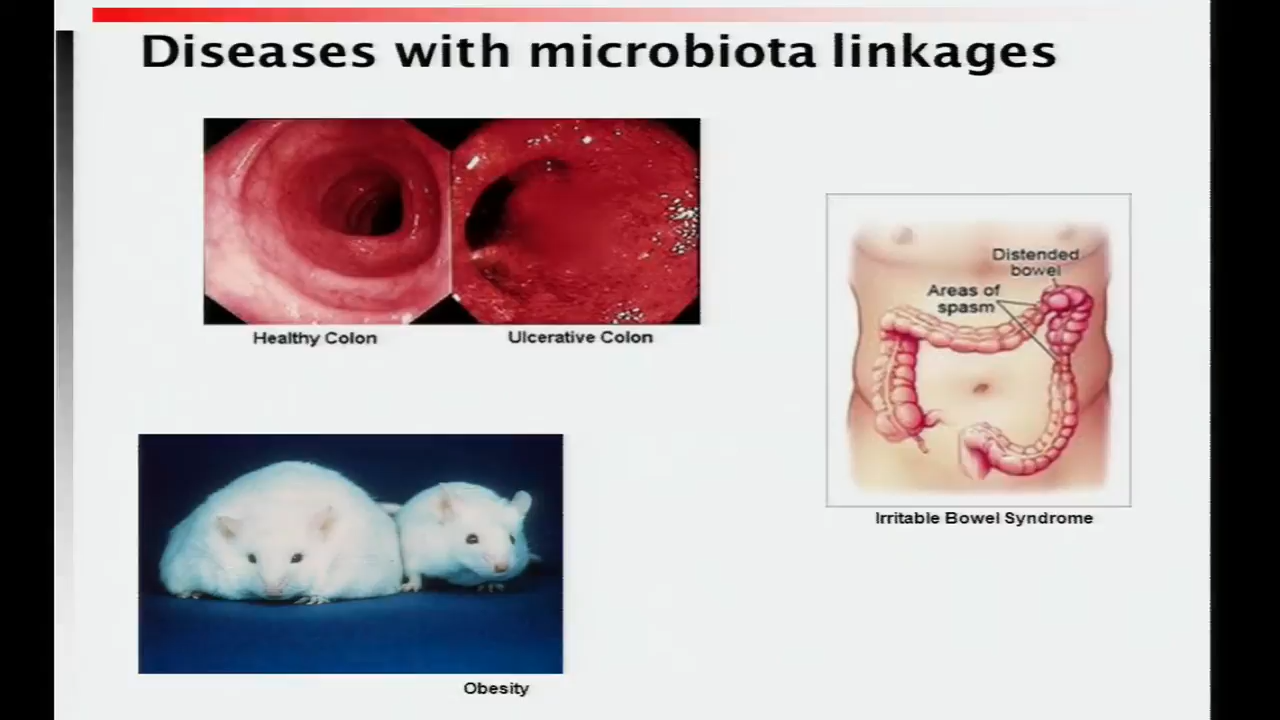 Diseases with microbiota linkages
Healthy Colon
Ulcerative Colon
Distended
bowel
Areas of
spasm
Irritable Bowel Syndrome
Obesity